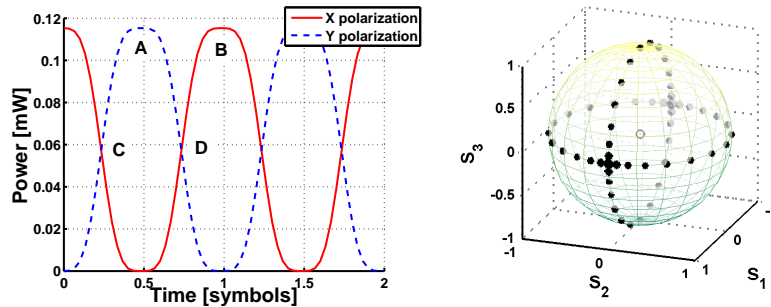 X polarization
Y polarization
A
B
C
D
0.12
0.1
0.08
0.06
0.04
0.02
0
Power [mW]
0
0.5
1
1.5
2
Time [symbols]
1
0.5
0
-0.5
-1
S3
-1
0
1
S2
1
0
S1